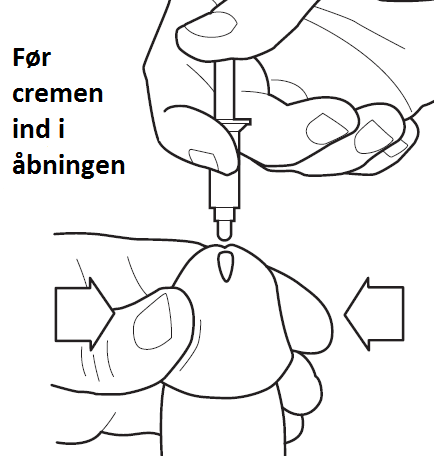 Før
cremen
ind i
åbningen